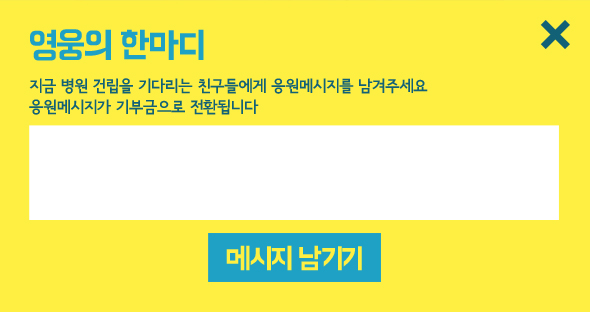 영웅의 한마디
지금 병원 건립을 기다리는 친구들에게 응원메시지를 남겨주세요
응원메시지가 기부금으로 전환됩니다
메시지 남기기